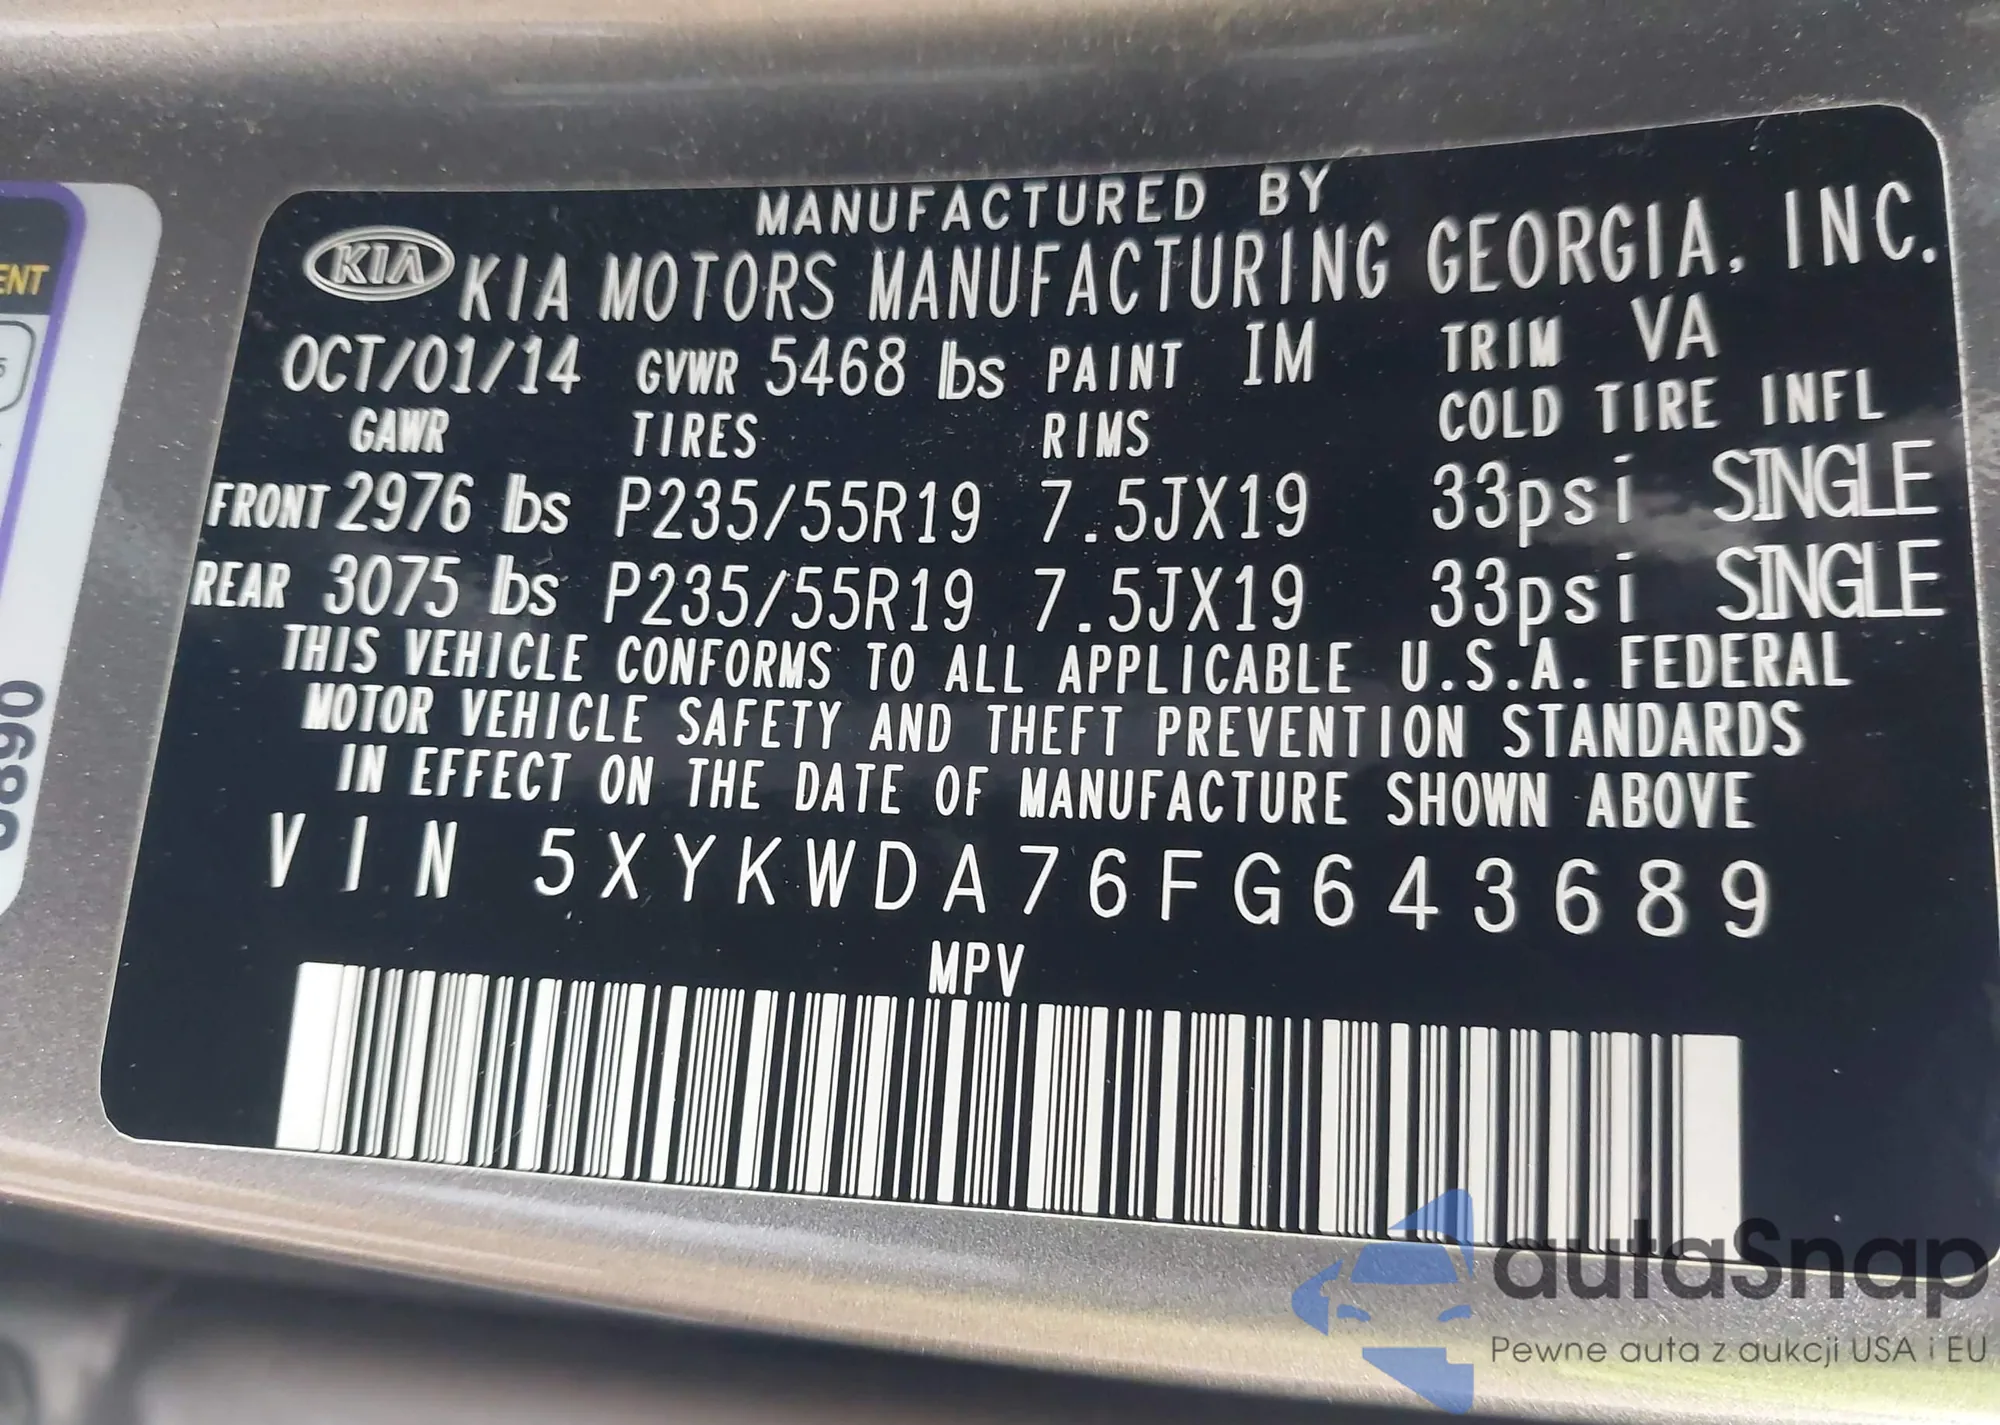 MANUFACTURED BY
KIA KIA MOTORS MANUFACTURING GEORGIA, INC.
OCT/01/14 GVWR 5468 lbs PAINT IM TRIM VA
GAWR TIRES RIMS COLD TIRE INFL
FRONT 2976 lbs P235/55R19 7.5JX19 33psi SINGLE
REAR 3075 lbs P235/55R19 7.5JX19 33psi SINGLE
THIS VEHICLE CONFORMS TO ALL APPLICABLE U.S.A. FEDERAL
MOTOR VEHICLE SAFETY AND THEFT PREVENTION STANDARDS
IN EFFECT ON THE DATE OF MANUFACTURE SHOWN ABOVE
VIN 5XYKWDA76FG643689
MPV
autaSnap
Pewne auta z aukcji USA i EU